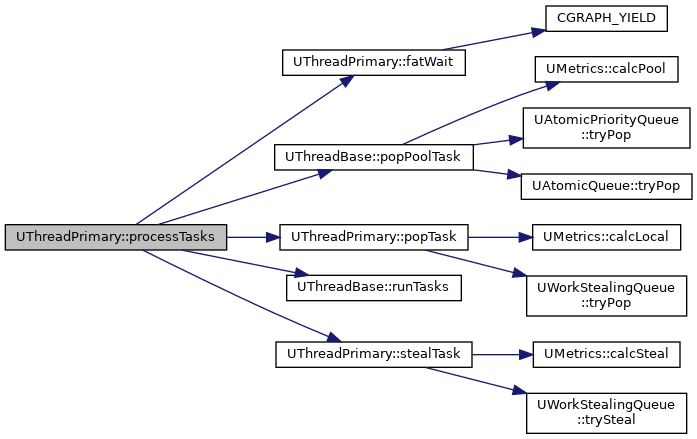 CGRAPH_YIELD
UThreadPrimary::fatWait
UMetrics::calcPool
UAtomicPriorityQueue
::tryPop
UThreadBase::popPoolTask
UAtomicQueue::tryPop
UThreadPrimary::processTasks
UThreadPrimary::popTask
UMetrics::calcLocal
UThreadBase::runTasks
UWorkStealingQueue
::tryPop
UThreadPrimary::stealTask
UMetrics::calcSteal
UWorkStealingQueue
::trySteal